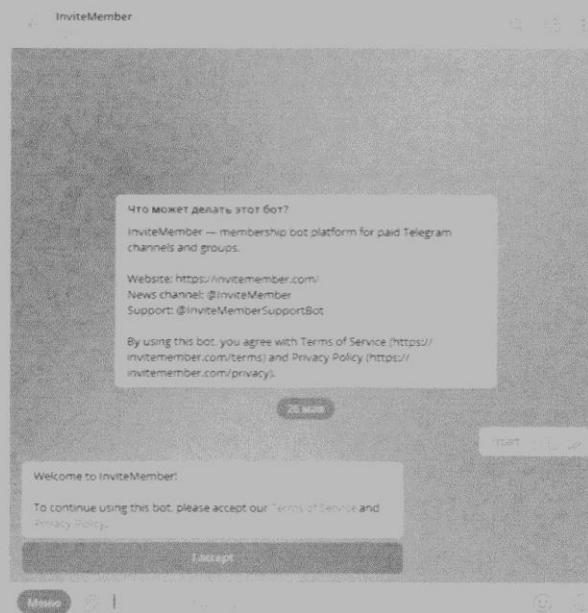 InviteMember
Что может делать этот бот?
InviteMember — membership bot platform for paid Telegram
channels and groups.
Website: https://invitemember.com/
News channel: @InviteMember
Support: @InviteMemberSupportBot
By using this bot, you agree with Terms of Service (https://
invitemember.com/terms) and Privacy Policy (https://
invitemember.com/privacy).
26 мая
/start
Welcome to InviteMember!
To continue using this bot, please accept our Terms of Service and
Privacy Policy.
I accept
Меню